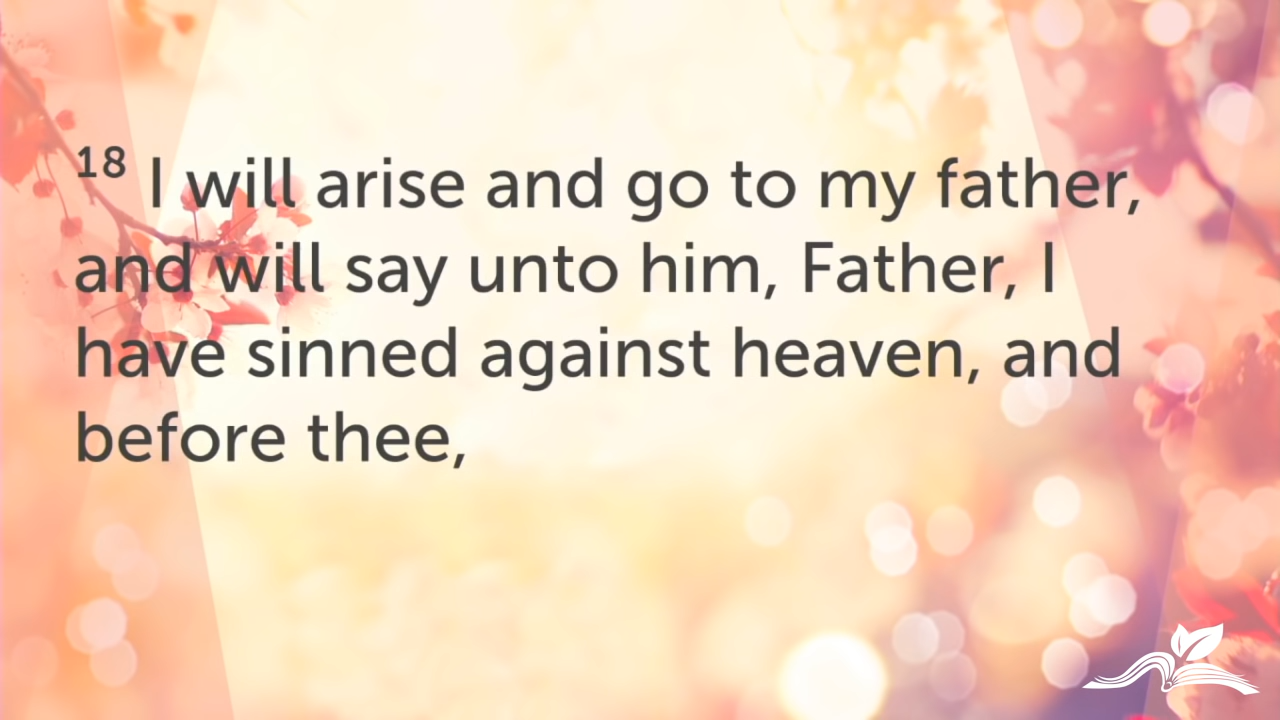 18 I will arise and go to my father,
and will say unto him, Father, I
have sinned against heaven, and
before thee,